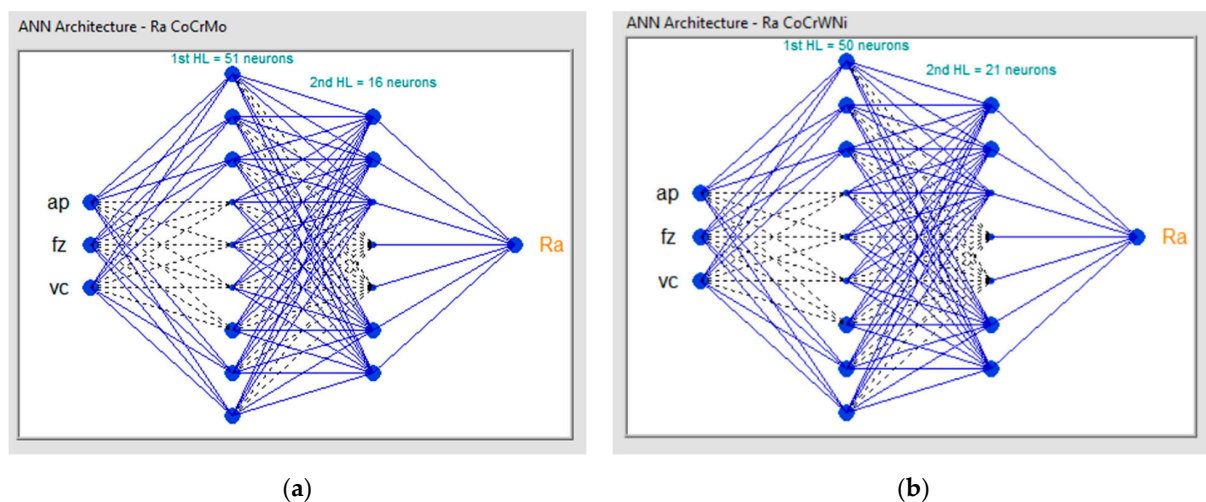 ANN Architecture - Ra CoCrMo
1st HL = 51 neurons
2nd HL = 16 neurons
ap
fz
vc
Ra
(a)
ANN Architecture - Ra CoCrWNi
1st HL = 50 neurons
2nd HL = 21 neurons
ap
fz
vc
Ra
(b)